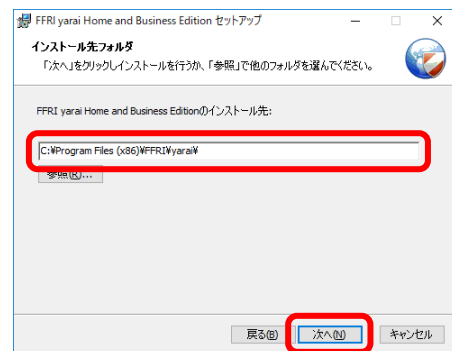 FFRI yarai Home and Business Edition セットアップ
インストール先フォルダ
「次へ」をクリックしインストールを行うか、「参照」で他のフォルダを選んでください。
FFRI yarai Home and Business Editionのインストール先:
C:¥Program Files (x86)¥FFRI¥yarai¥
参照(R)...
戻る(B) 次へ(N) キャンセル